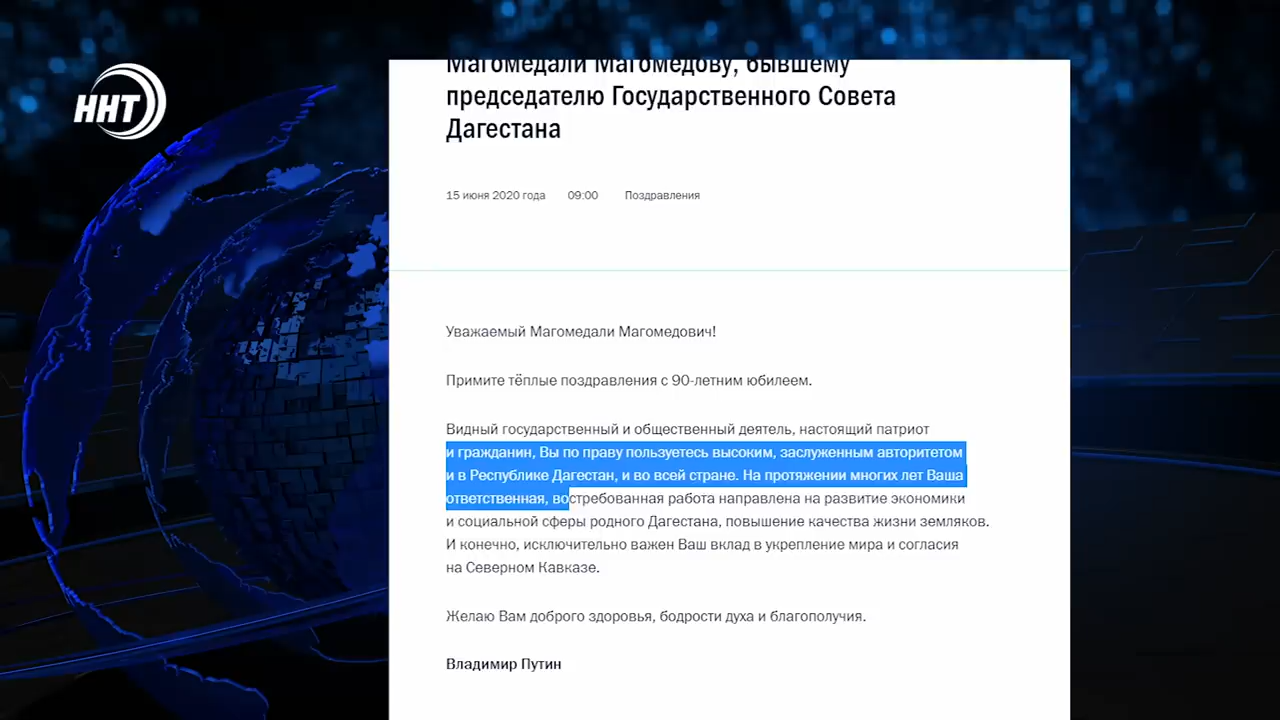 ННТ
Магомедали Магомедову, бывшему
председателю Государственного Совета
Дагестана
15 июня 2020 года 09:00 Поздравления
Уважаемый Магомедали Магомедович!
Примите тёплые поздравления с 90-летним юбилеем.
Видный государственный и общественный деятель, настоящий патриот
и гражданин, Вы по праву пользуетесь высоким, заслуженным авторитетом
и в Республике Дагестан, и во всей стране. На протяжении многих лет Ваша
ответственная, востребованная работа направлена на развитие экономики
и социальной сферы родного Дагестана, повышение качества жизни земляков.
И конечно, исключительно важен Ваш вклад в укрепление мира и согласия
на Северном Кавказе.
Желаю Вам доброго здоровья, бодрости духа и благополучия.
Владимир Путин